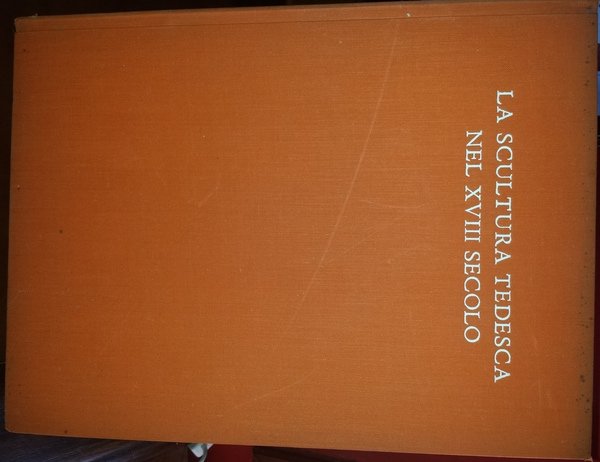 LA SCULTURA TEDESCA
NEL XVIII SECOLO